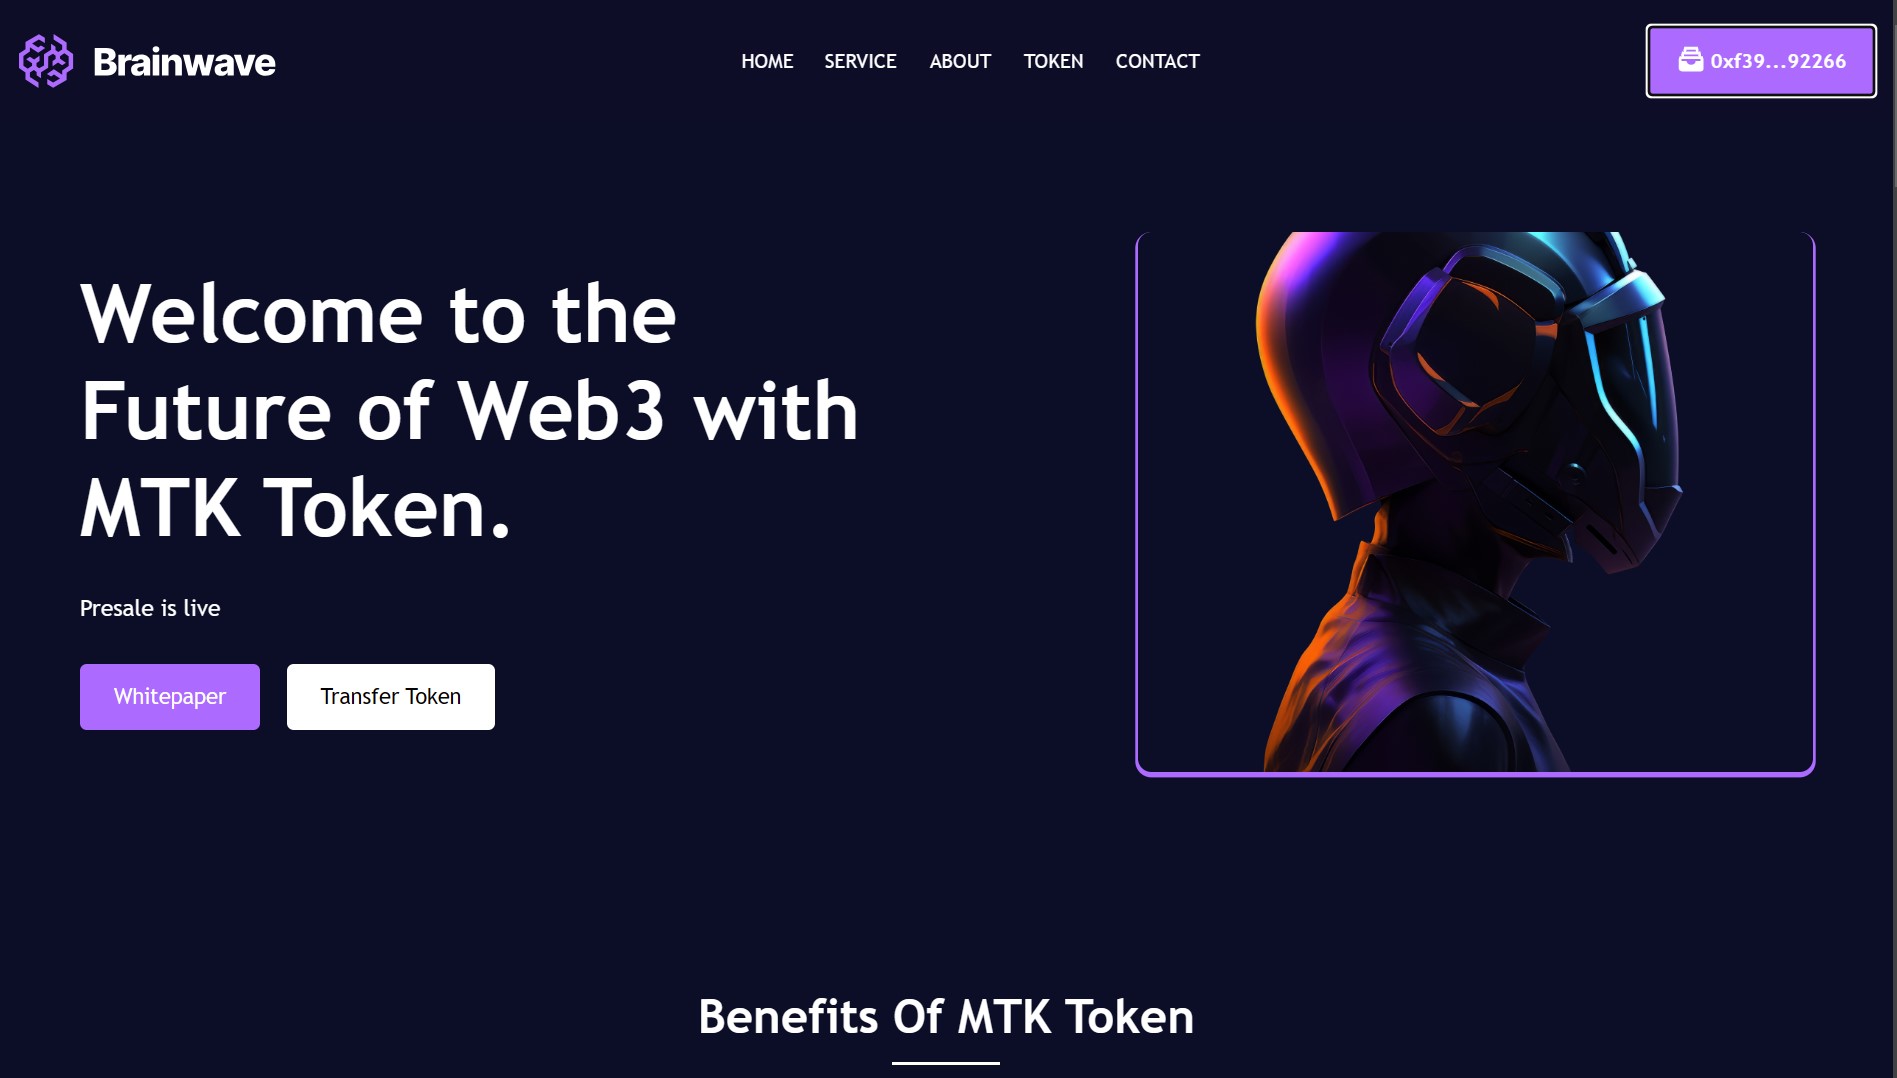 Brainwave
HOME
SERVICE
ABOUT
TOKEN
CONTACT
0xf39...92266
Welcome to the
Future of Web3 with
MTK Token.
Presale is live
Whitepaper
Transfer Token
Benefits Of MTK Token